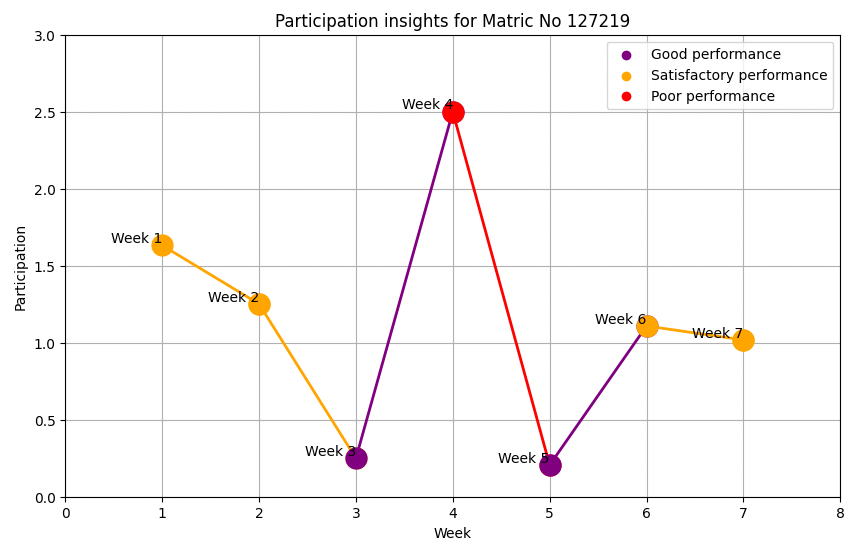 Participation insights for Matric No 127219
3.0
2.5
2.0
1.5
1.0
0.5
0.0
Participation
Good performance
Satisfactory performance
Poor performance
Week 1
Week 2
Week 3
Week 4
Week 5
Week 6
Week 7
0 1 2 3 4 5 6 7 8
Week